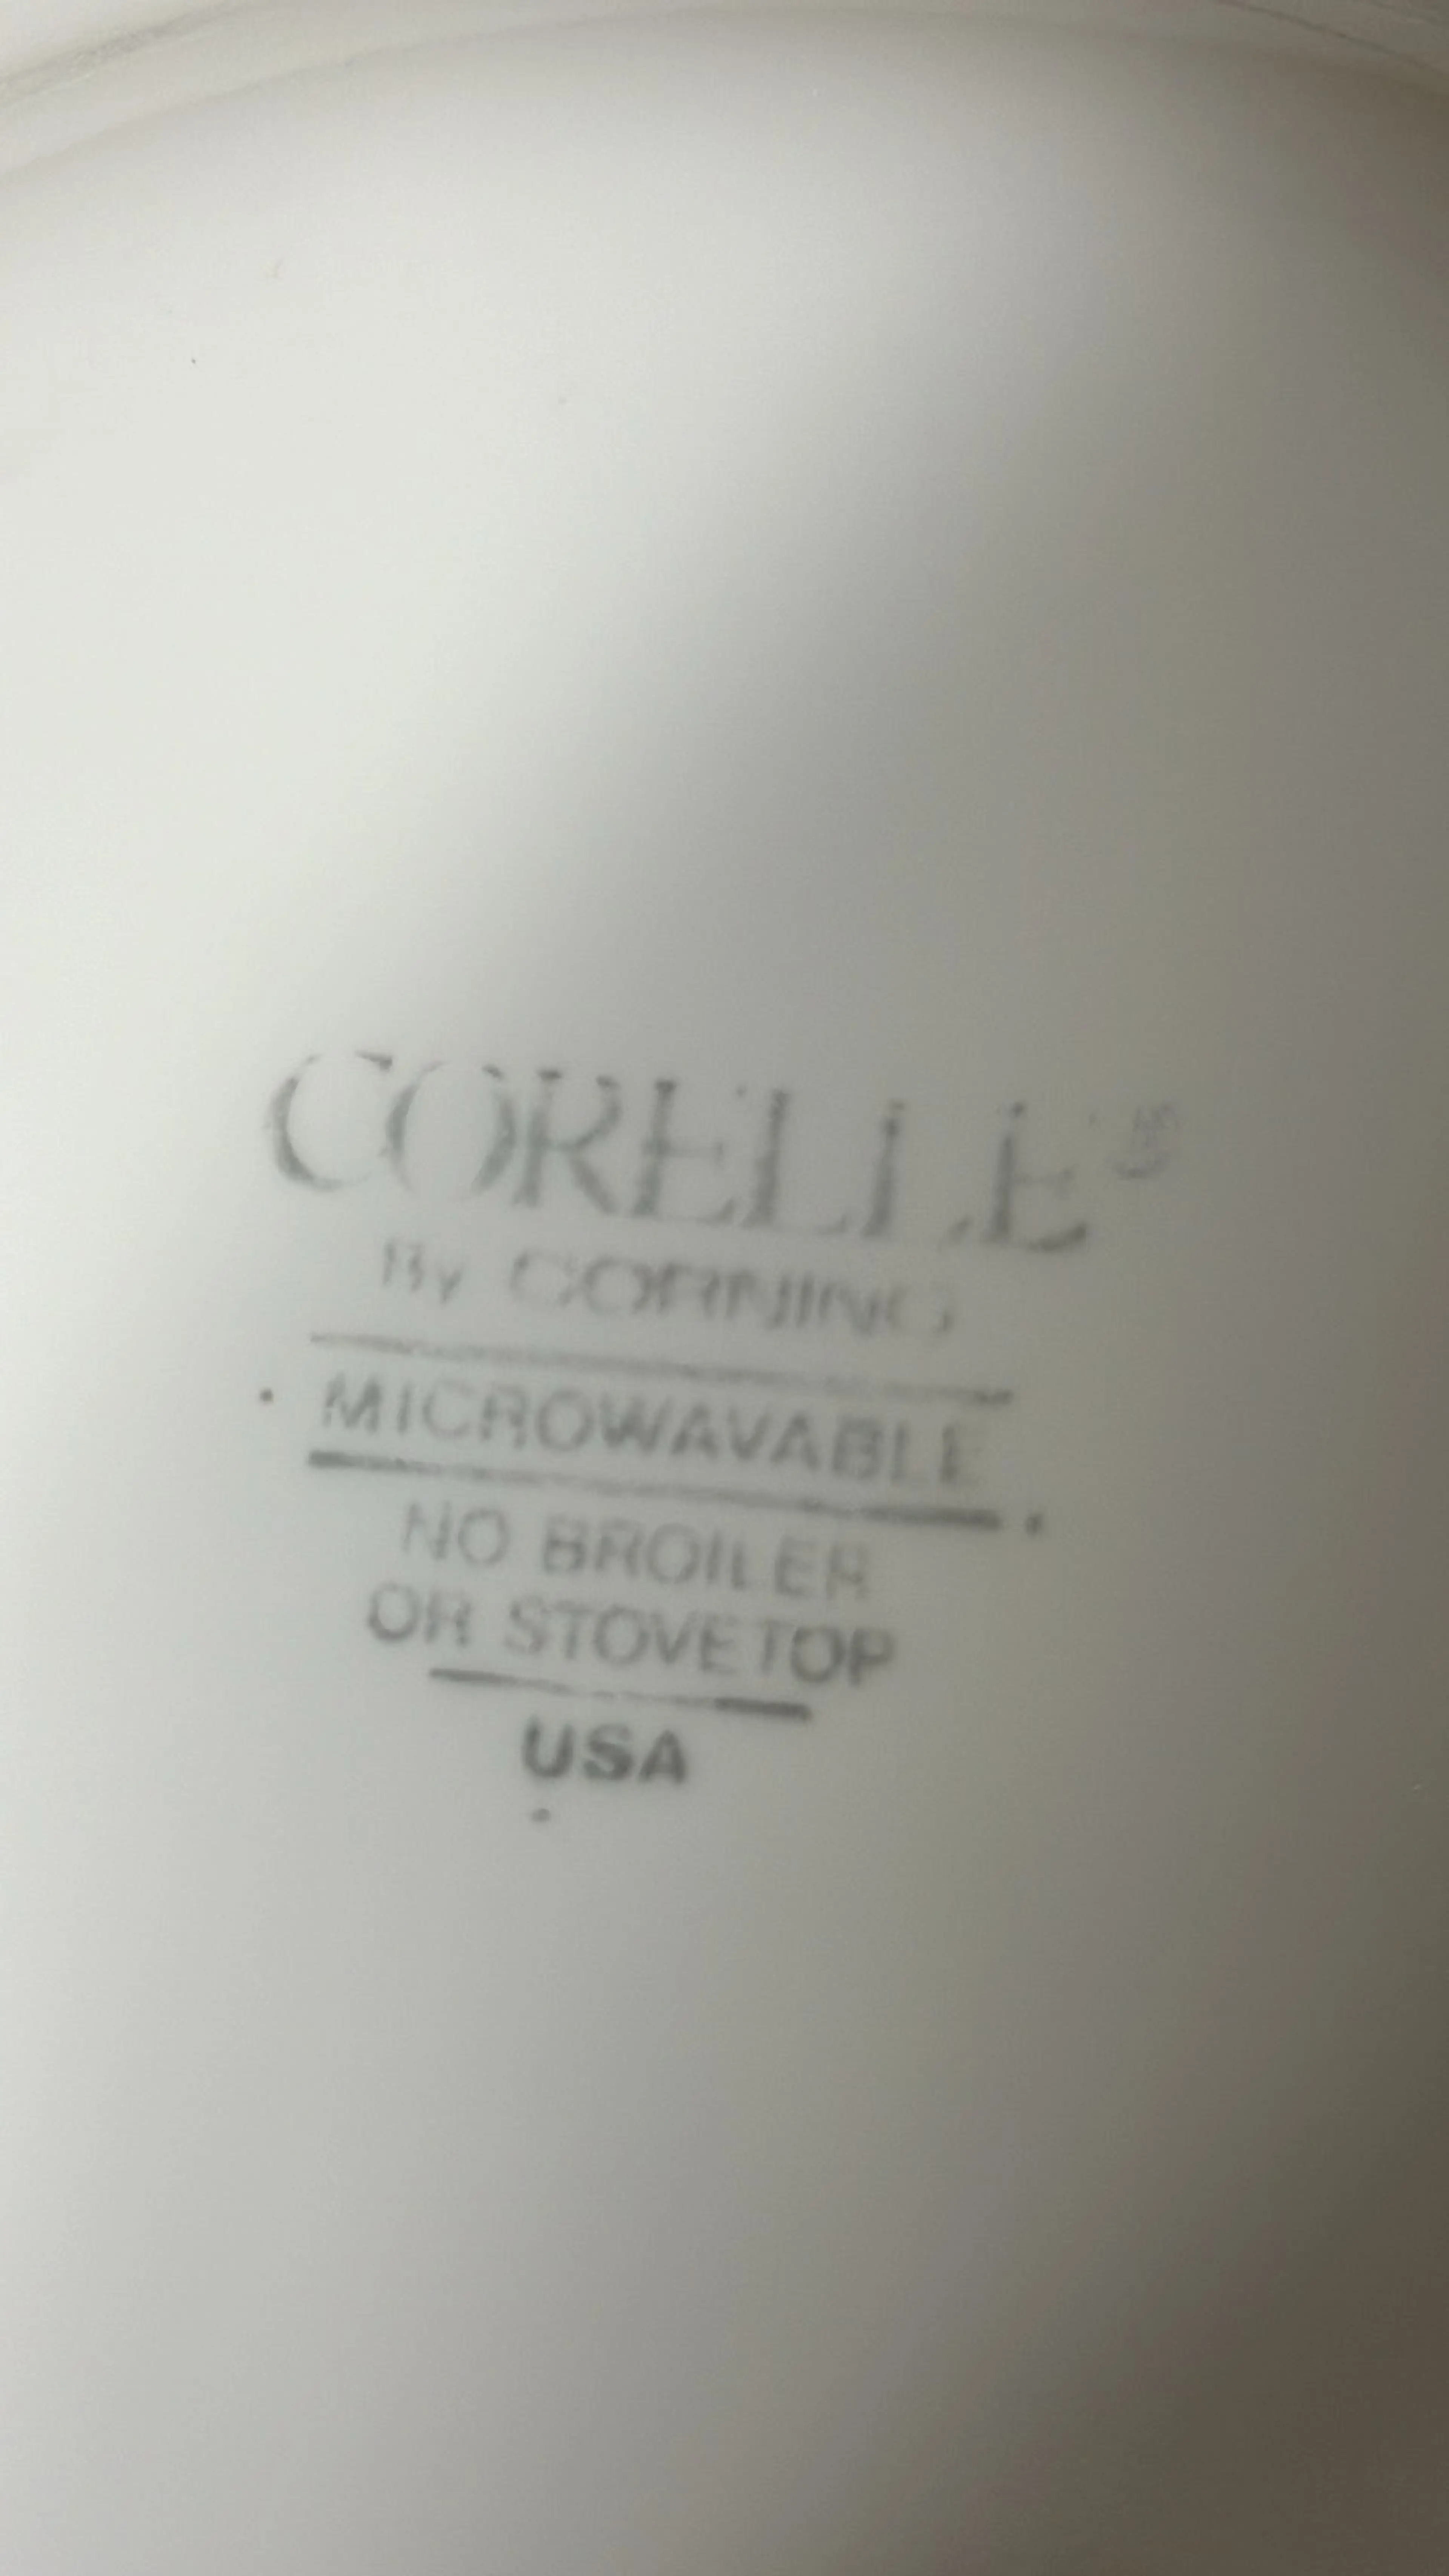 CORELLE®
By CORNING
MICROWAVABLE
NO BROILER
OR STOVETOP
USA